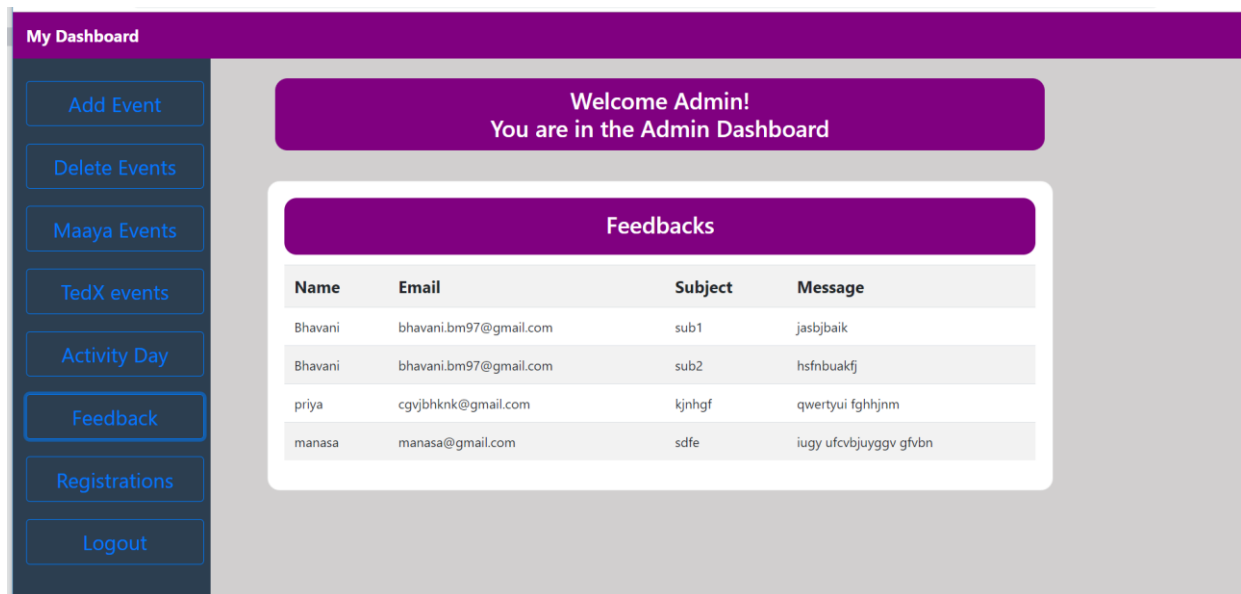 My Dashboard
Add Event
Delete Events
Maaya Events
TedX events
Activity Day
Feedback
Registrations
Logout
Welcome Admin!
You are in the Admin Dashboard
Feedbacks
Name Email Subject Message
Bhavani bhavani.bm97@gmail.com sub1 jasbjbaik
Bhavani bhavani.bm97@gmail.com sub2 hsfnbuakfj
priya cgvjbhknk@gmail.com kjnhgf qwertyui fghhjnm
manasa manasa@gmail.com sdfe iugy ufcvbjuyggv gfvbn